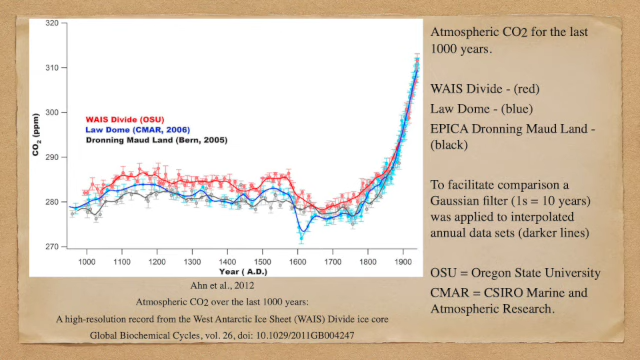 320
310
300
290
280
270
CO2 (ppm)
WAIS Divide (OSU)
Law Dome (CMAR, 2006)
Dronning Maud Land (Bern, 2005)
1000 1100 1200 1300 1400 1500 1600 1700 1800 1900
Year ( A.D.)
Ahn et al., 2012
Atmospheric CO2 over the last 1000 years:
A high-resolution record from the West Antarctic Ice Sheet (WAIS) Divide ice core
Global Biochemical Cycles, vol. 26, doi: 10.1029/2011GB004247
Atmospheric CO2 for the last
1000 years.
WAIS Divide - (red)
Law Dome - (blue)
EPICA Dronning Maud Land -
(black)
To facilitate comparison a
Gaussian filter (1s = 10 years)
was applied to interpolated
annual data sets (darker lines)
OSU = Oregon State University
CMAR = CSIRO Marine and
Atmospheric Research.